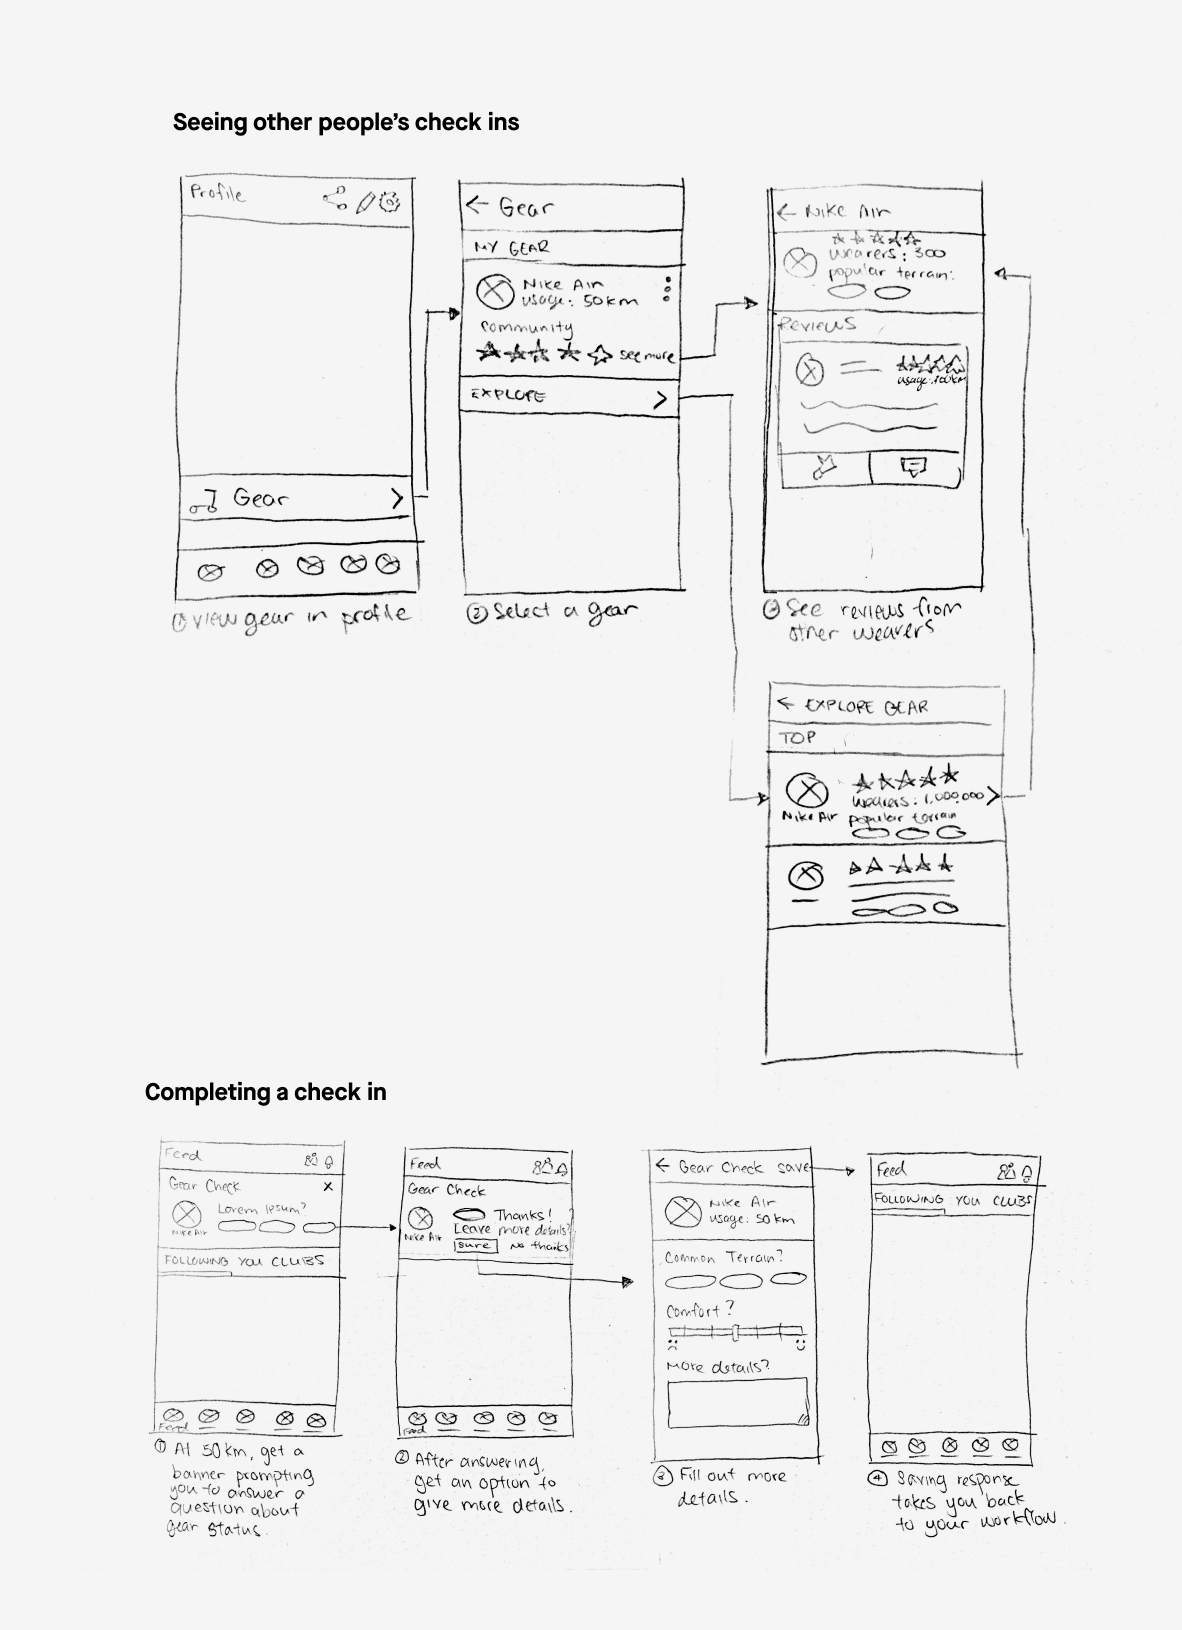 Seeing other people's check ins
Profile
Gear
① view gear in profile
← Gear
MY GEAR
Nike Air
usage: 50km
community
see more
EXPLORE
② Select a gear
← Nike Air
wearers: 300
popular terrain:
Reviews
usage: 100km
③ See reviews from
other wearers
← EXPLORE GEAR
TOP
wearers: 1,000,000
Nike Air
popular terrain
Completing a check in
Feed
Gear Check x
Lorem Ipsum?
Nike Air
FOLLOWING YOU CLUBS
Feed
① At 50km, get a
banner prompting
you to answer a
question about
gear status.
Feed
Gear Check
Thanks!
Leave more details?
Nike Air
sure No thanks
Feed
② After answering,
get an option to
give more details.
← Gear Check save
Nike Air
usage: 50km
Common Terrain?
Comfort?
More details?
③ Fill out more
details.
Feed
FOLLOWING YOU CLUBS
④ Saving response
takes you back
to your workflow.